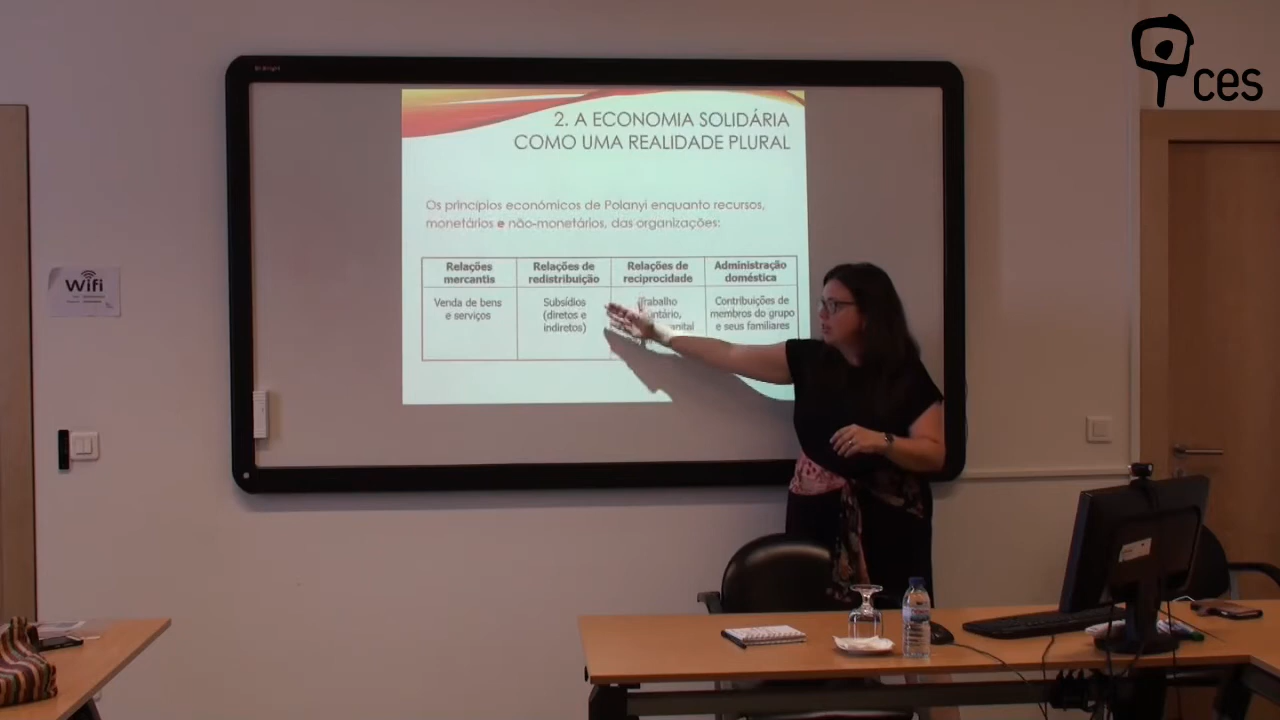 ces
2. A ECONOMIA SOLIDÁRIA
COMO UMA REALIDADE PLURAL
Os princípios económicos de Polanyi enquanto recursos,
monetários e não-monetários, das organizações:
Relações mercantis
Relações de redistribuição
Relações de reciprocidade
Administração doméstica
Venda de bens
e serviços
Subsídios
(diretos e
indiretos)
Trabalho
Contribuições de
membros do grupo
e seus familiares
Wifi